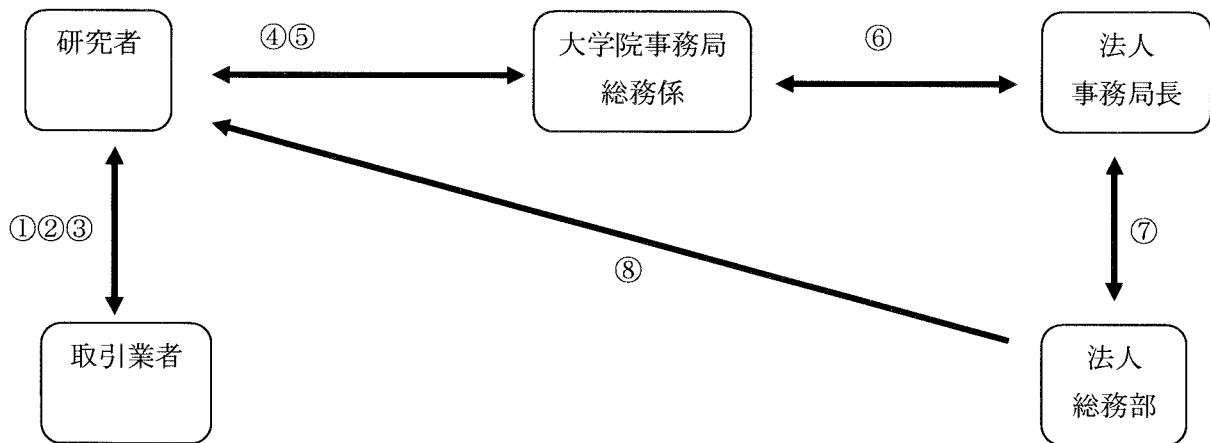 研究者
④⑤
大学院事務局
総務係
⑥
法人
事務局長
①②③
⑦
⑧
取引業者
法人
総務部